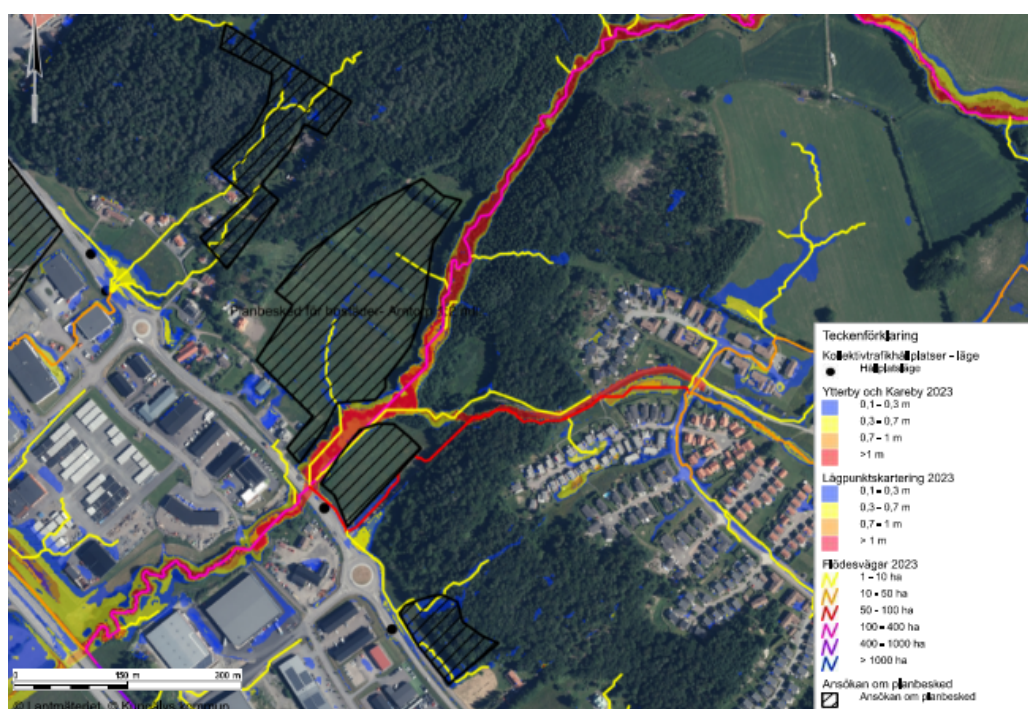 Planbesked för bostäder- Arntorp
Teckenförklaring
Kollektivtrafikhållplatser - läge
Hållplatsläge
Ytterby och Kareby 2023
0,1 - 0,3 m
0,3 - 0,7 m
0,7 - 1 m
>1 m
Lågpunktskartering 2023
0,1 - 0,3 m
0,3 - 0,7 m
0,7 - 1 m
> 1 m
Flödesvägar 2023
1 - 10 ha
10 - 50 ha
50 - 100 ha
100 - 400 ha
400 - 1000 ha
> 1000 ha
Ansökan om planbesked
Ansökan om planbesked
0 150 m 300 m
© Lantmäteriet, © Kungälvs kommun